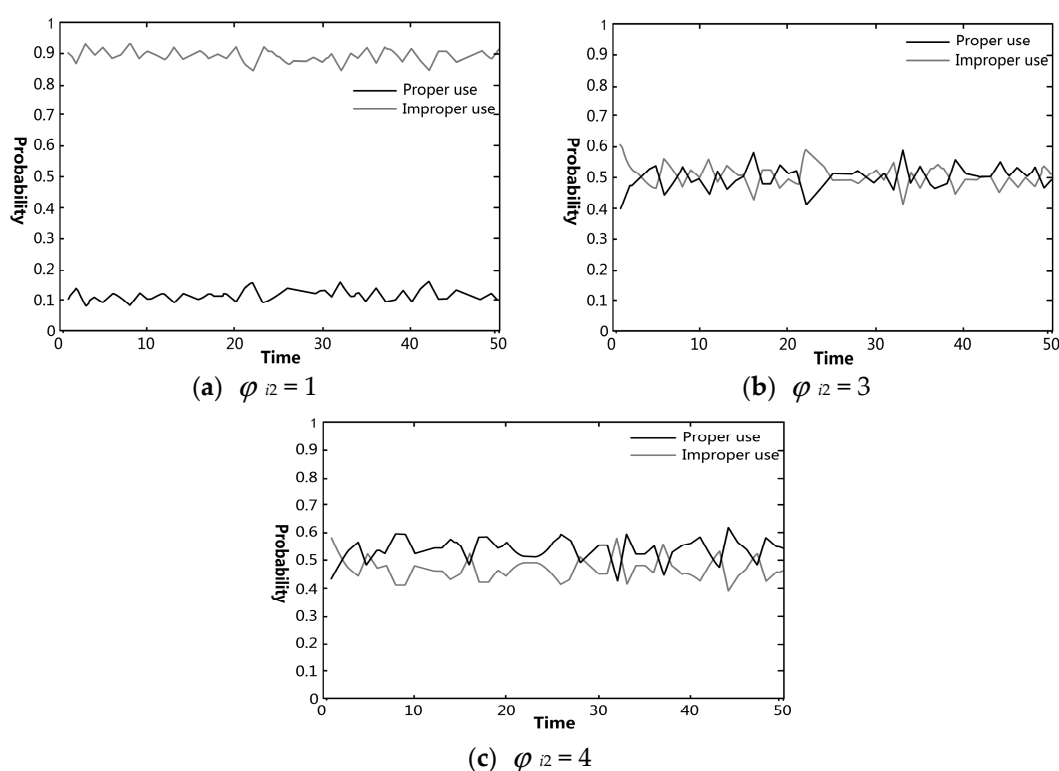 1
0.9
0.8
0.7
0.6
0.5
0.4
0.3
0.2
0.1
0
Probability
Proper use
Improper use
0 10 20 30 40 50
Time
(a) φ i2 = 1
1
0.9
0.8
0.7
0.6
0.5
0.4
0.3
0.2
0.1
0
Probability
Proper use
Improper use
0 10 20 30 40 50
Time
(b) φ i2 = 3
1
0.9
0.8
0.7
0.6
0.5
0.4
0.3
0.2
0.1
0
Probability
Proper use
Improper use
0 10 20 30 40 50
Time
(c) φ i2 = 4